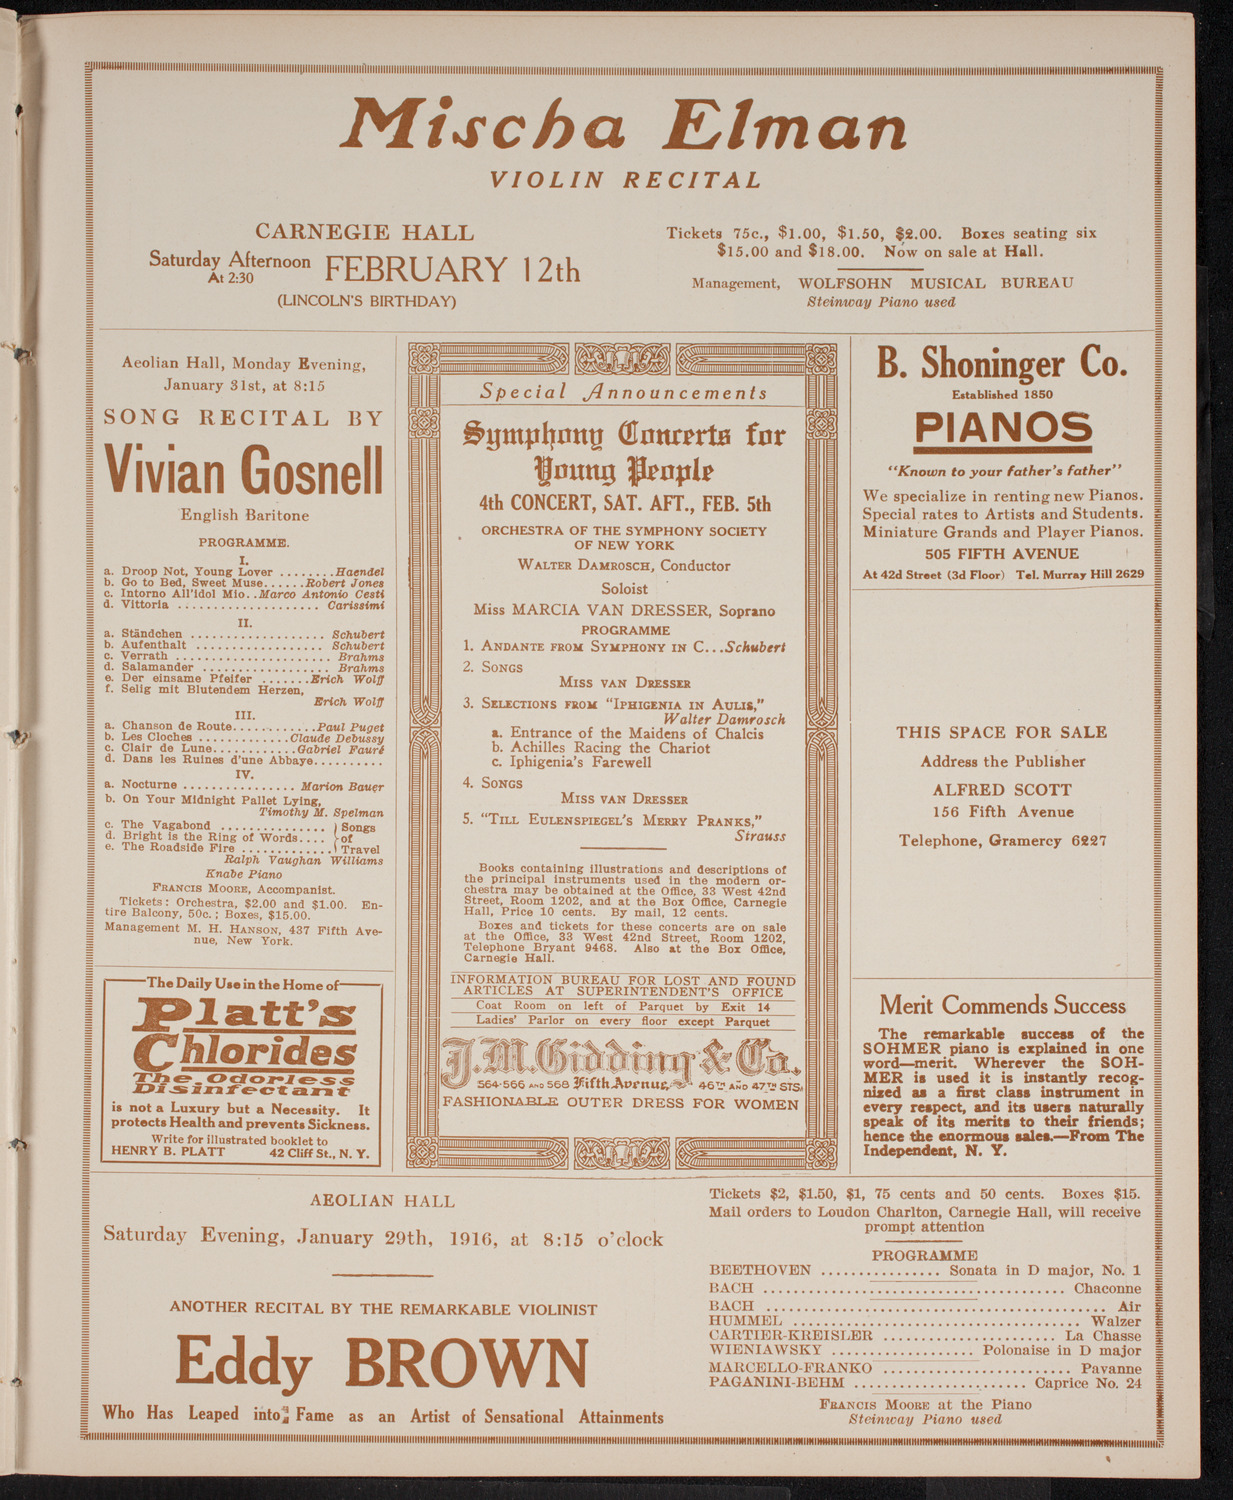 Mischa Elman
VIOLIN RECITAL
CARNEGIE HALL
Saturday Afternoon At 2:30 FEBRUARY 12th
(LINCOLN'S BIRTHDAY)
Tickets 75c., $1.00, $1.50, $2.00. Boxes seating six
$15.00 and $18.00. Now on sale at Hall.
Management, WOLFSOHN MUSICAL BUREAU
Steinway Piano used
Aeolian Hall, Monday Evening,
January 31st, at 8:15
SONG RECITAL BY
Vivian Gosnell
English Baritone
PROGRAMME.
I.
a. Droop Not, Young Lover ........Haendel
b. Go to Bed, Sweet Muse......Robert Jones
c. Intorno All'idol Mio..Marco Antonio Cesti
d. Vittoria .................... Carissimi
II.
a. Ständchen ................... Schubert
b. Aufenthalt .................. Schubert
c. Verrath ...................... Brahms
d. Salamander .................. Brahms
e. Der einsame Pfeifer .......Erich Wolff
f. Selig mit Blutendem Herzen,
Erich Wolff
III.
a. Chanson de Route............Paul Puget
b. Les Cloches .............Claude Debussy
c. Clair de Lune............Gabriel Fauré
d. Dans les Ruines d'une Abbaye..........
IV.
a. Nocturne ................ Marion Bauer
b. On Your Midnight Pallet Lying,
Timothy M. Spelman
c. The Vagabond ............... } Songs
d. Bright is the Ring of Words.... } of
e. The Roadside Fire ............. } Travel
Ralph Vaughan Williams
Knabe Piano
FRANCIS MOORE, Accompanist.
Tickets: Orchestra, $2.00 and $1.00. En-
tire Balcony, 50c.; Boxes, $15.00.
Management M. H. HANSON, 437 Fifth Ave-
nue, New York.
The Daily Use in the Home of
Platt's
Chlorides
The Odorless
Disinfectant
is not a Luxury but a Necessity. It
protects Health and prevents Sickness.
Write for illustrated booklet to
HENRY B. PLATT 42 Cliff St., N. Y.
Special Announcements
Symphony Concerts for
Young People
4th CONCERT, SAT. AFT., FEB. 5th
ORCHESTRA OF THE SYMPHONY SOCIETY
OF NEW YORK
WALTER DAMROSCH, Conductor
Soloist
Miss MARCIA VAN DRESSER, Soprano
PROGRAMME
1. ANDANTE FROM SYMPHONY IN C...Schubert
2. SONGS
MISS VAN DRESSER
3. SELECTIONS FROM "IPHIGENIA IN AULIS,"
Walter Damrosch
a. Entrance of the Maidens of Chalcis
b. Achilles Racing the Chariot
c. Iphigenia's Farewell
4. SONGS
MISS VAN DRESSER
5. "TILL EULENSPIEGEL'S MERRY PRANKS,"
Strauss
Books containing illustrations and descriptions of
the principal instruments used in the modern or-
chestra may be obtained at the Office, 33 West 42nd
Street, Room 1202, and at the Box Office, Carnegie
Hall, Price 10 cents. By mail, 12 cents.
Boxes and tickets for these concerts are on sale
at the Office, 33 West 42nd Street, Room 1202,
Telephone Bryant 9468. Also at the Box Office,
Carnegie Hall.
INFORMATION BUREAU FOR LOST AND FOUND
ARTICLES AT SUPERINTENDENT'S OFFICE
Coat Room on left of Parquet by Exit 14
Ladies' Parlor on every floor except Parquet
J.M. Gidding & Co.
564-566 AND 568 Fifth Avenue, 46TH AND 47TH STS.
FASHIONABLE OUTER DRESS FOR WOMEN
B. Shoninger Co.
Established 1850
PIANOS
"Known to your father's father"
We specialize in renting new Pianos.
Special rates to Artists and Students.
Miniature Grands and Player Pianos.
505 FIFTH AVENUE
At 42d Street (3d Floor) Tel. Murray Hill 2629
THIS SPACE FOR SALE
Address the Publisher
ALFRED SCOTT
156 Fifth Avenue
Telephone, Gramercy 6227
Merit Commends Success
The remarkable success of the
SOHMER piano is explained in one
word—merit. Wherever the SOH-
MER is used it is instantly recog-
nized as a first class instrument in
every respect, and its users naturally
speak of its merits to their friends;
hence the enormous sales.—From The
Independent, N. Y.
AEOLIAN HALL
Saturday Evening, January 29th, 1916, at 8:15 o'clock
ANOTHER RECITAL BY THE REMARKABLE VIOLINIST
Eddy BROWN
Who Has Leaped into Fame as an Artist of Sensational Attainments
Tickets $2, $1.50, $1, 75 cents and 50 cents. Boxes $15.
Mail orders to Loudon Charlton, Carnegie Hall, will receive
prompt attention
PROGRAMME
BEETHOVEN ................ Sonata in D major, No. 1
BACH ........................................ Chaconne
BACH ............................................. Air
HUMMEL .......................................... Walzer
CARTIER-KREISLER ....................... La Chasse
WIENIAWSKY ................... Polonaise in D major
MARCELLO-FRANKO ........................... Pavanne
PAGANINI-BEHM ....................... Caprice No. 24
FRANCIS MOORE at the Piano
Steinway Piano used